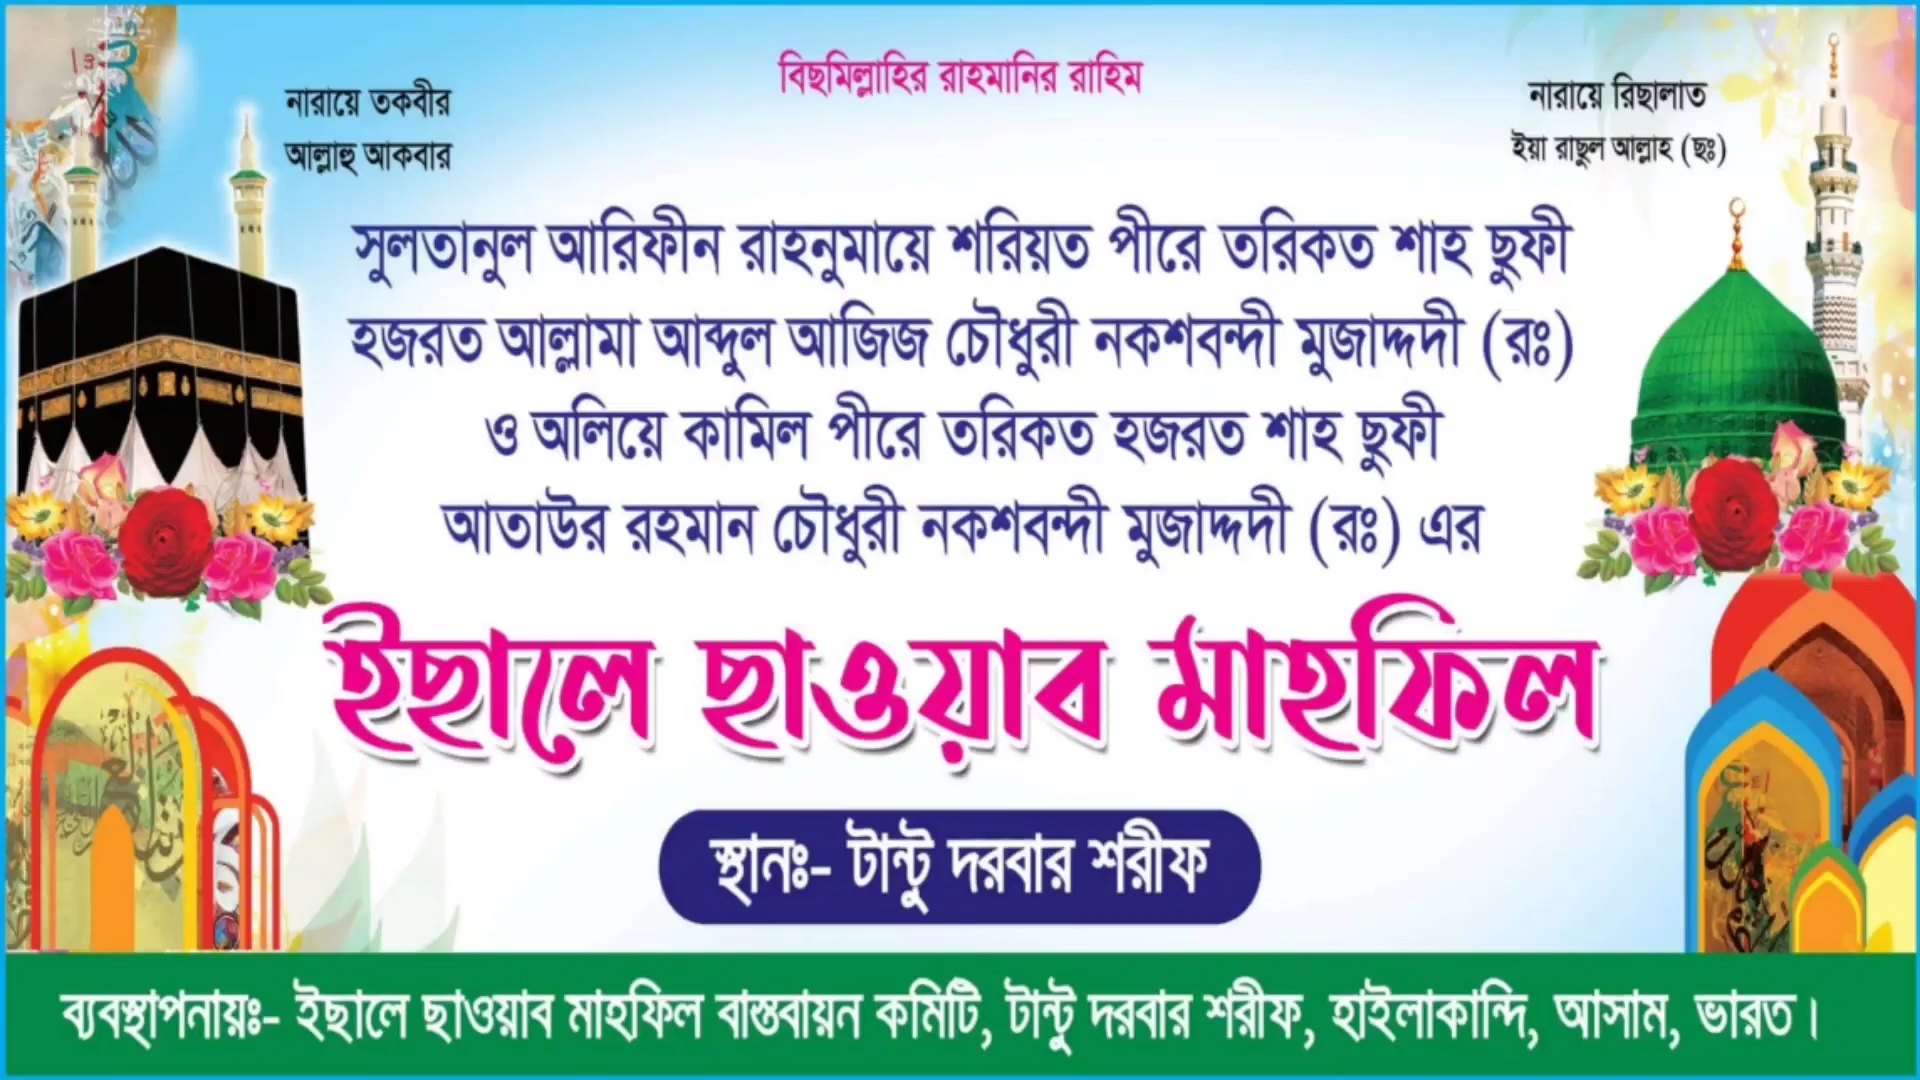 বিছমিল্লাহির রাহমানির রাহিম
নারায়ে তকবীর
আল্লাহু আকবার
নারায়ে রিছালাত
ইয়া রাছুল আল্লাহ (ছঃ)
সুলতানুল আরিফীন রাহনুমায়ে শরিয়ত পীরে তরিকত শাহ ছুফী
হজরত আল্লামা আব্দুল আজিজ চৌধুরী নকশবন্দী মুজাদ্দদী (রঃ)
ও অলিয়ে কামিল পীরে তরিকত হজরত শাহ ছুফী
আতাউর রহমান চৌধুরী নকশবন্দী মুজাদ্দদী (রঃ) এর
ইছালে ছাওয়াব মাহফিল
স্থানঃ- টান্টু দরবার শরীফ
ব্যবস্থাপনায়ঃ- ইছালে ছাওয়াব মাহফিল বাস্তবায়ন কমিটি, টান্টু দরবার শরীফ, হাইলাকান্দি, আসাম, ভারত।